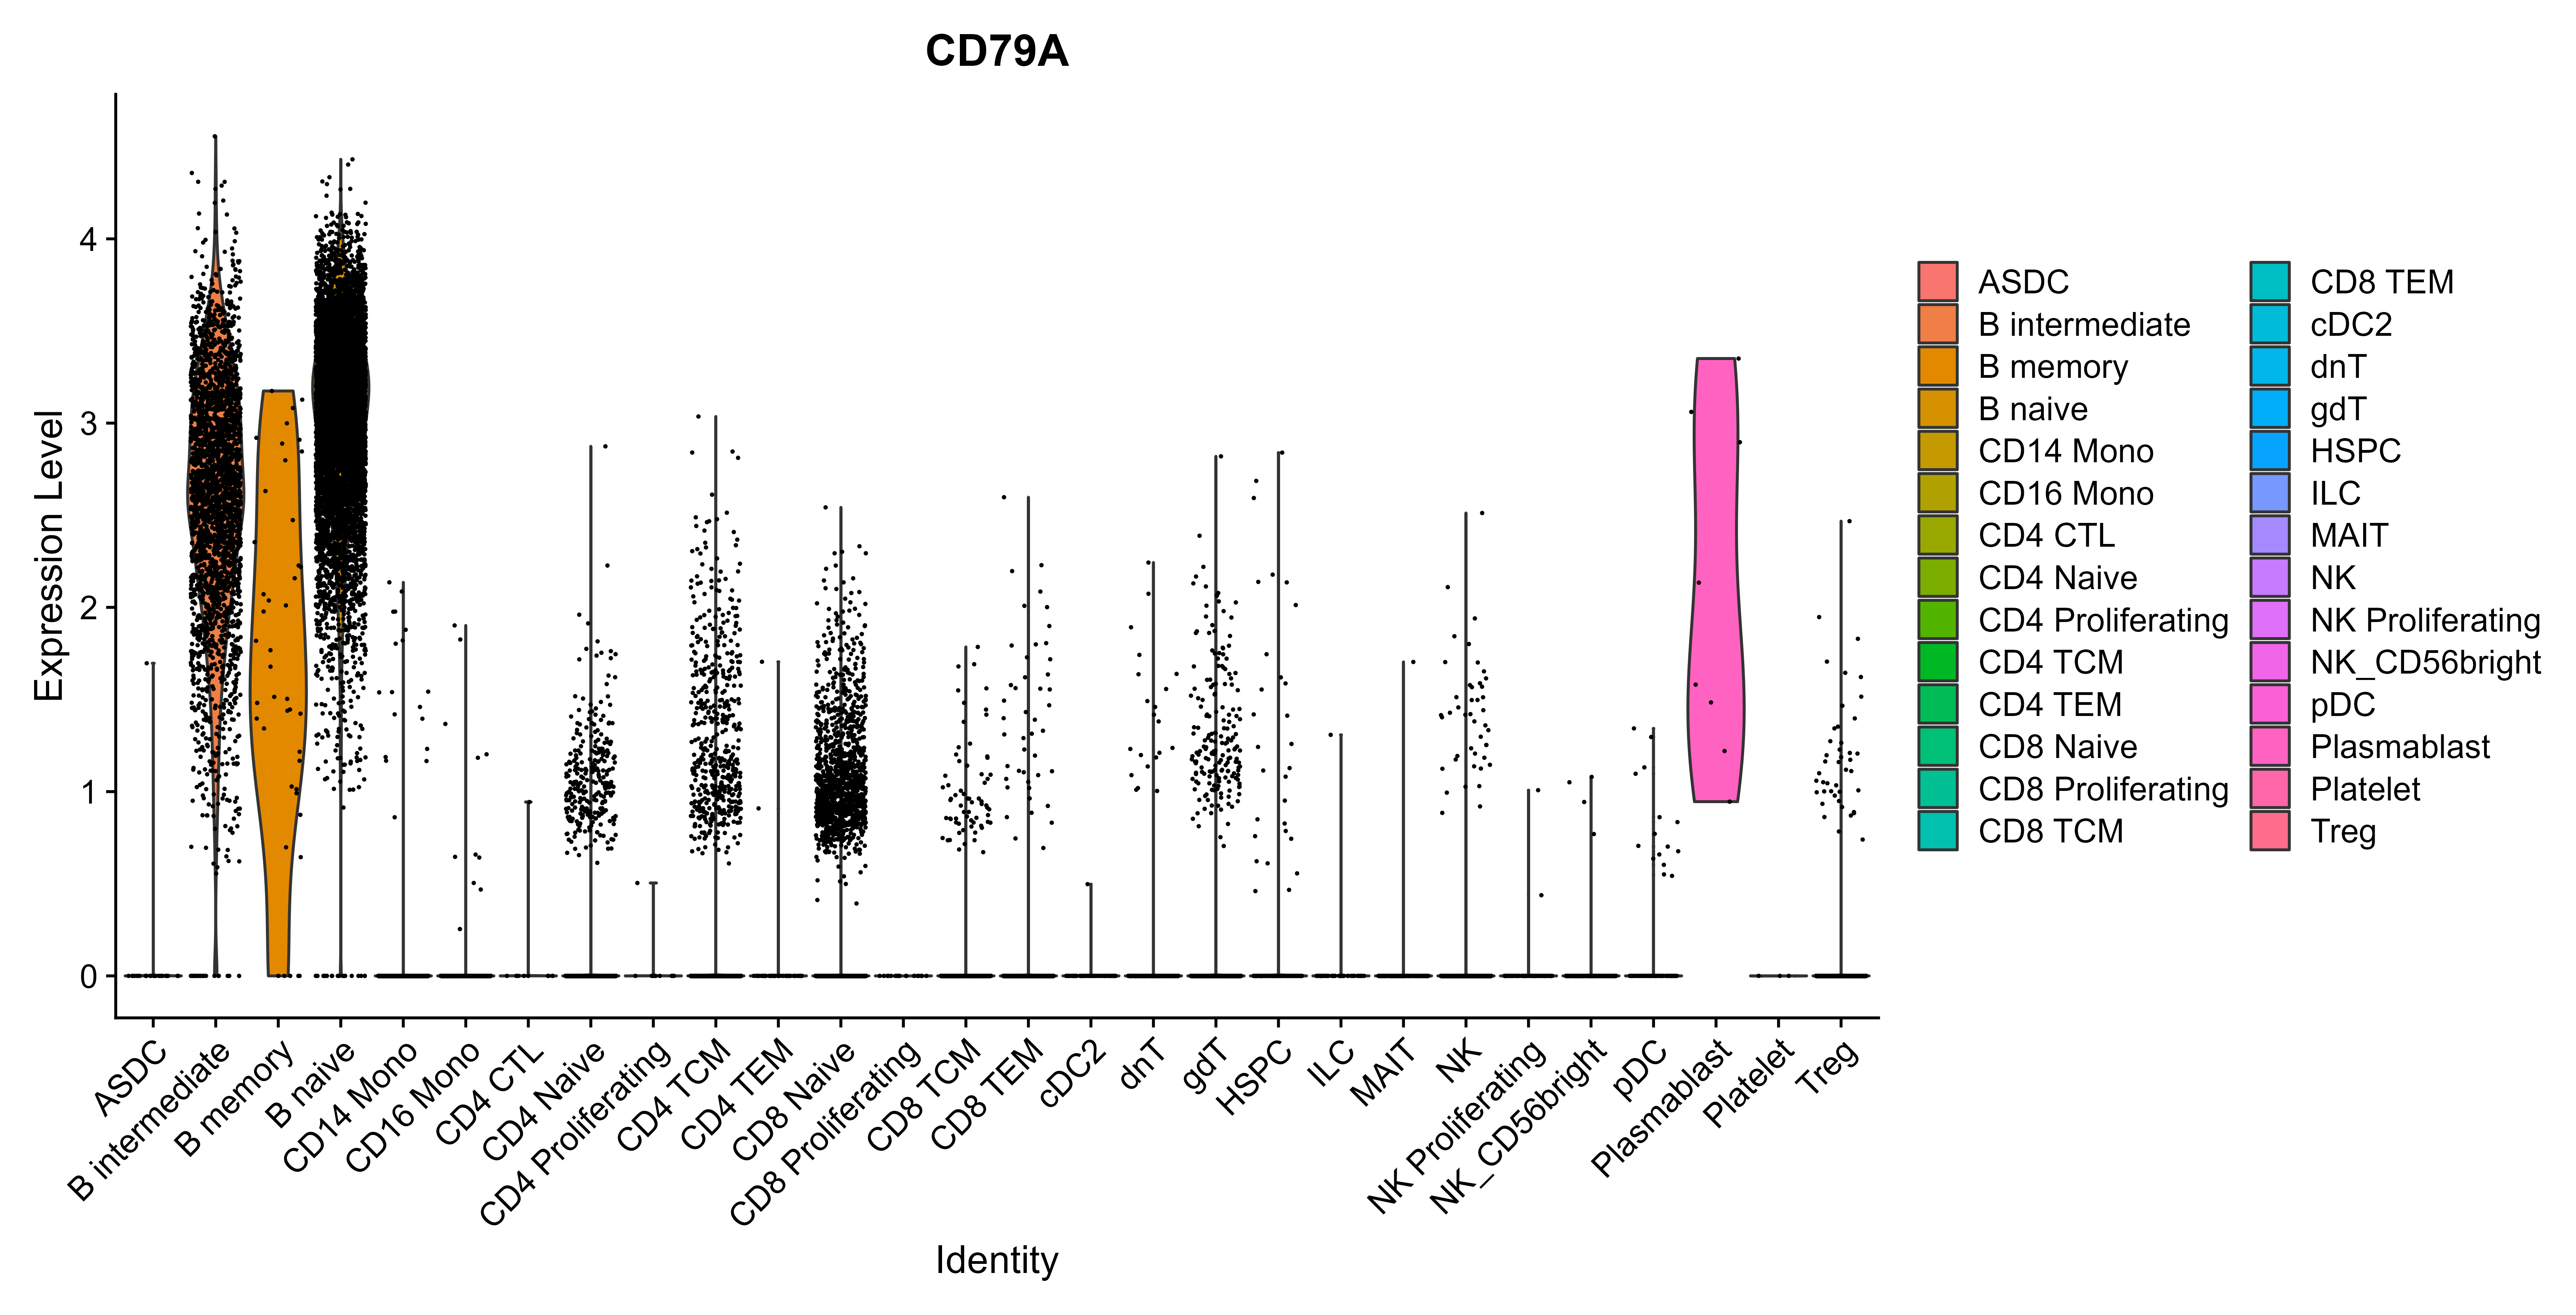 CD79A
Expression Level
4
3
2
1
0
ASDC
B intermediate
B memory
B naive
CD14 Mono
CD16 Mono
CD4 CTL
CD4 Naive
CD4 Proliferating
CD4 TCM
CD4 TEM
CD8 Naive
CD8 Proliferating
CD8 TCM
CD8 TEM
cDC2
dnT
gdT
HSPC
ILC
MAIT
NK
NK Proliferating
NK_CD56bright
pDC
Plasmablast
Platelet
Treg
Identity
ASDC
B intermediate
B memory
B naive
CD14 Mono
CD16 Mono
CD4 CTL
CD4 Naive
CD4 Proliferating
CD4 TCM
CD4 TEM
CD8 Naive
CD8 Proliferating
CD8 TCM
CD8 TEM
cDC2
dnT
gdT
HSPC
ILC
MAIT
NK
NK Proliferating
NK_CD56bright
pDC
Plasmablast
Platelet
Treg